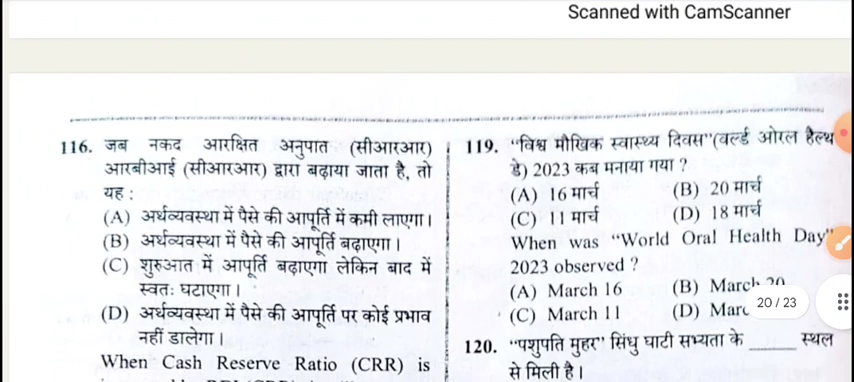 Scanned with CamScanner
116. जब नकद आरक्षित अनुपात (सीआरआर)
आरबीआई (सीआरआर) द्वारा बढ़ाया जाता है, तो
यह :
(A) अर्थव्यवस्था में पैसे की आपूर्ति में कमी लाएगा।
(B) अर्थव्यवस्था में पैसे की आपूर्ति बढ़ाएगा।
(C) शुरुआत में आपूर्ति बढ़ाएगा लेकिन बाद में
स्वतः घटाएगा।
(D) अर्थव्यवस्था में पैसे की आपूर्ति पर कोई प्रभाव
नहीं डालेगा।
When Cash Reserve Ratio (CRR) is
119. “विश्व मौखिक स्वास्थ्य दिवस”(वर्ल्ड ओरल हैल्थ
डे) 2023 कब मनाया गया ?
(A) 16 मार्च (B) 20 मार्च
(C) 11 मार्च (D) 18 मार्च
When was “World Oral Health Day”
2023 observed ?
(A) March 16 (B) March 20
(C) March 11 (D)
20 / 23
120. “पशुपति मुहर” सिंधु घाटी सभ्यता के ______ स्थल
से मिली है।